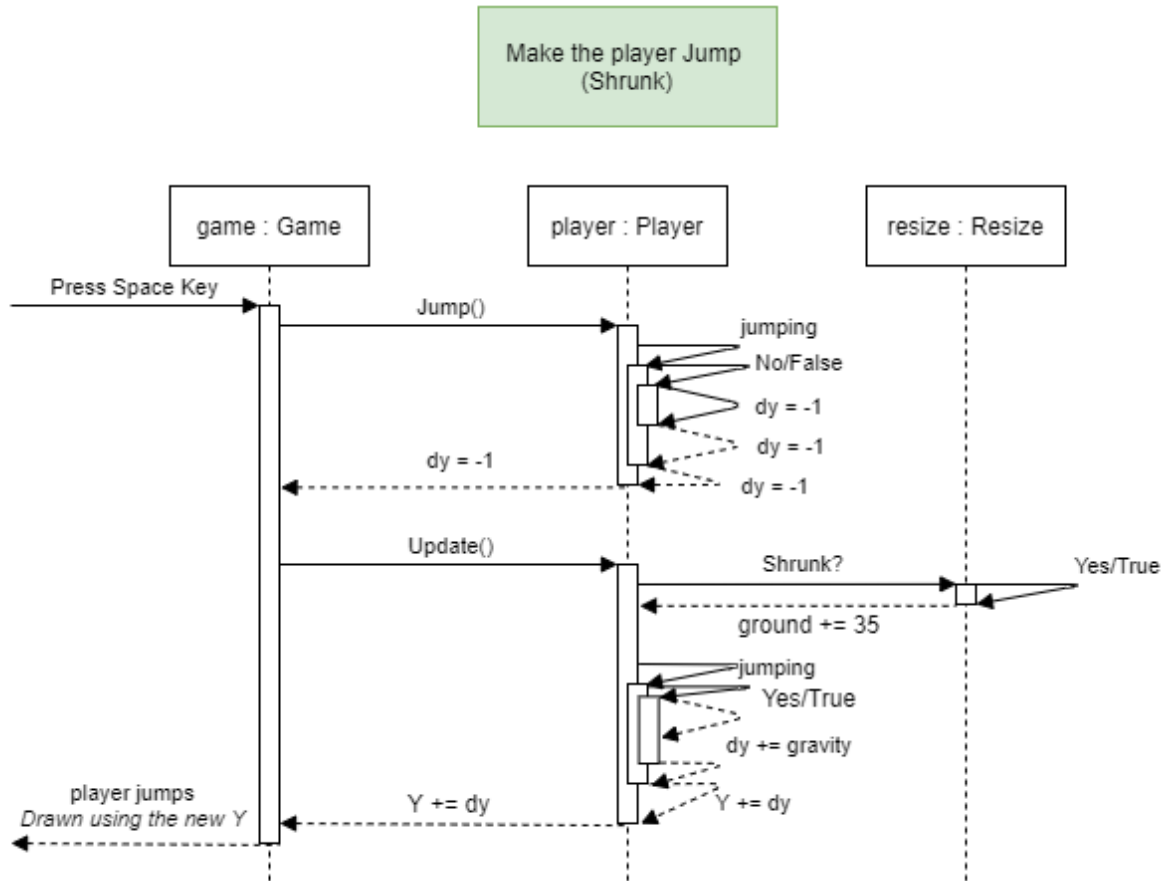 Make the player Jump
(Shrunk)
game : Game
player : Player
resize : Resize
Press Space Key
Jump()
jumping
No/False
dy = -1
dy = -1
dy = -1
dy = -1
Update()
Shrunk?
Yes/True
ground += 35
jumping
Yes/True
dy += gravity
player jumps
Drawn using the new Y
Y += dy
Y += dy